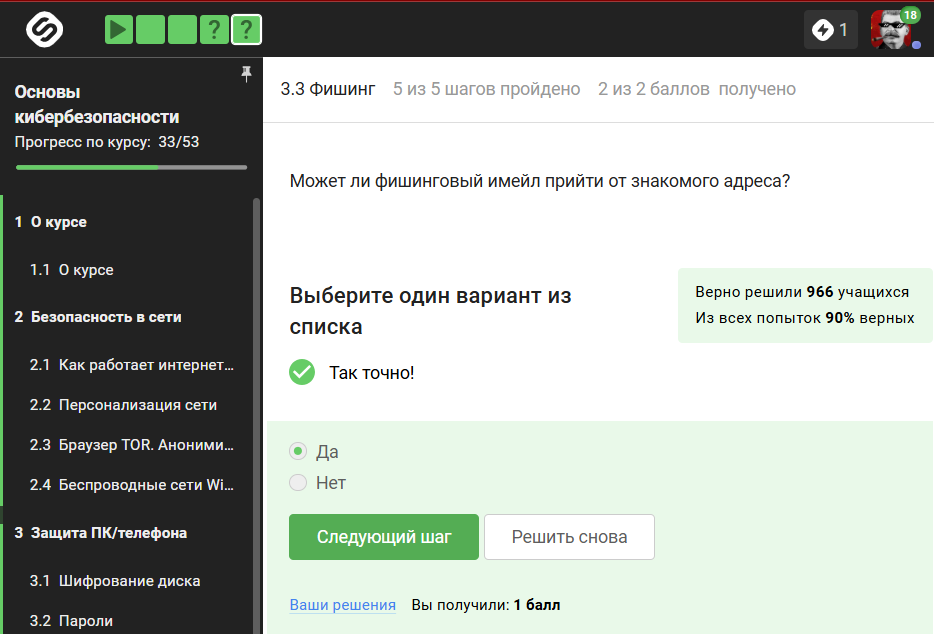 ? ?
1
18
Основы
кибербезопасности
Прогресс по курсу: 33/53
1 О курсе
1.1 О курсе
2 Безопасность в сети
2.1 Как работает интернет...
2.2 Персонализация сети
2.3 Браузер TOR. Аноними...
2.4 Беспроводные сети Wi...
3 Защита ПК/телефона
3.1 Шифрование диска
3.2 Пароли
3.3 Фишинг 5 из 5 шагов пройдено 2 из 2 баллов получено
Может ли фишинговый имейл прийти от знакомого адреса?
Выберите один вариант из
списка
Верно решили 966 учащихся
Из всех попыток 90% верных
Так точно!
Да
Нет
Следующий шаг
Решить снова
Ваши решения Вы получили: 1 балл